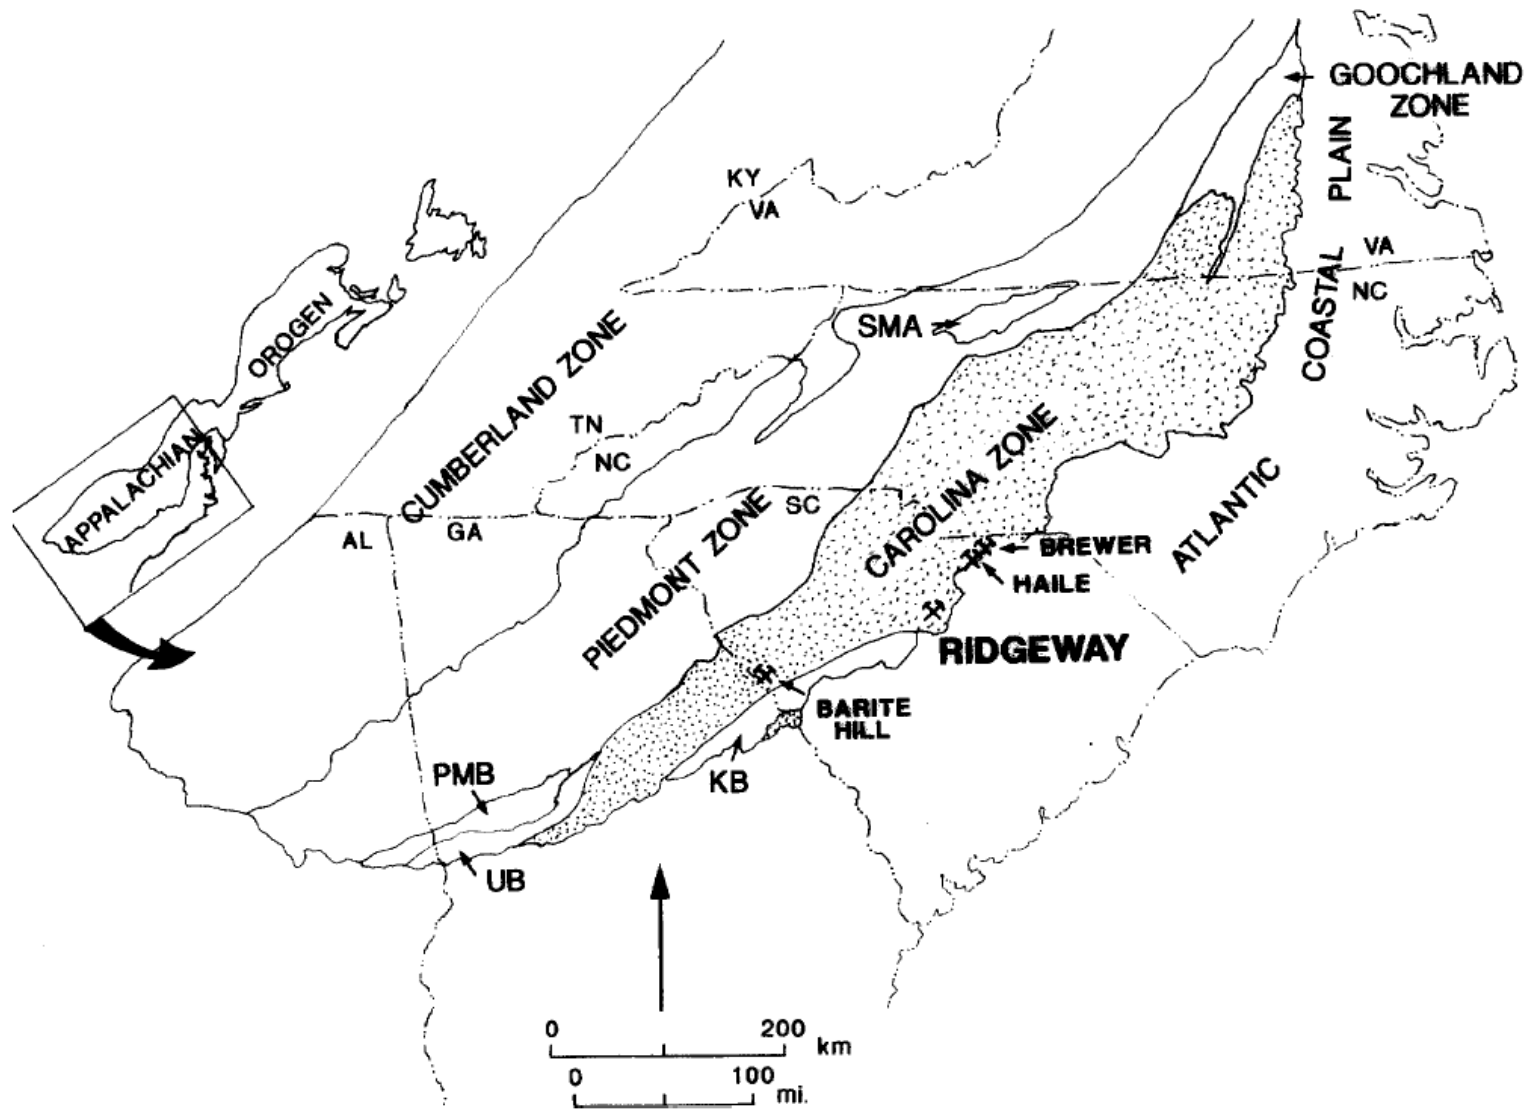 GOOCHLAND
ZONE
COASTAL PLAIN
KY
VA
VA
NC
OROGEN
APPALACHIAN
SMA
CUMBERLAND ZONE
TN
NC
SC
AL
GA
PIEDMONT ZONE
CAROLINA ZONE
ATLANTIC
BREWER
HAILE
RIDGEWAY
BARITE
HILL
KB
PMB
UB
0 200 km
0 100 mi.